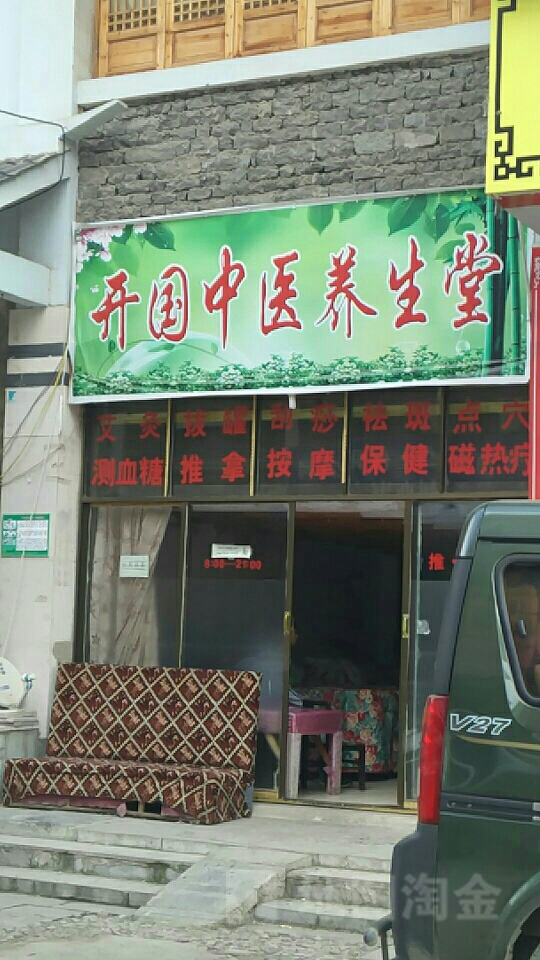 开国中医养生堂
艾灸 拔罐 刮痧 祛斑 点穴
测血糖 推拿 按摩 保健 磁热疗
8:00—21:00
推
V27
淘金